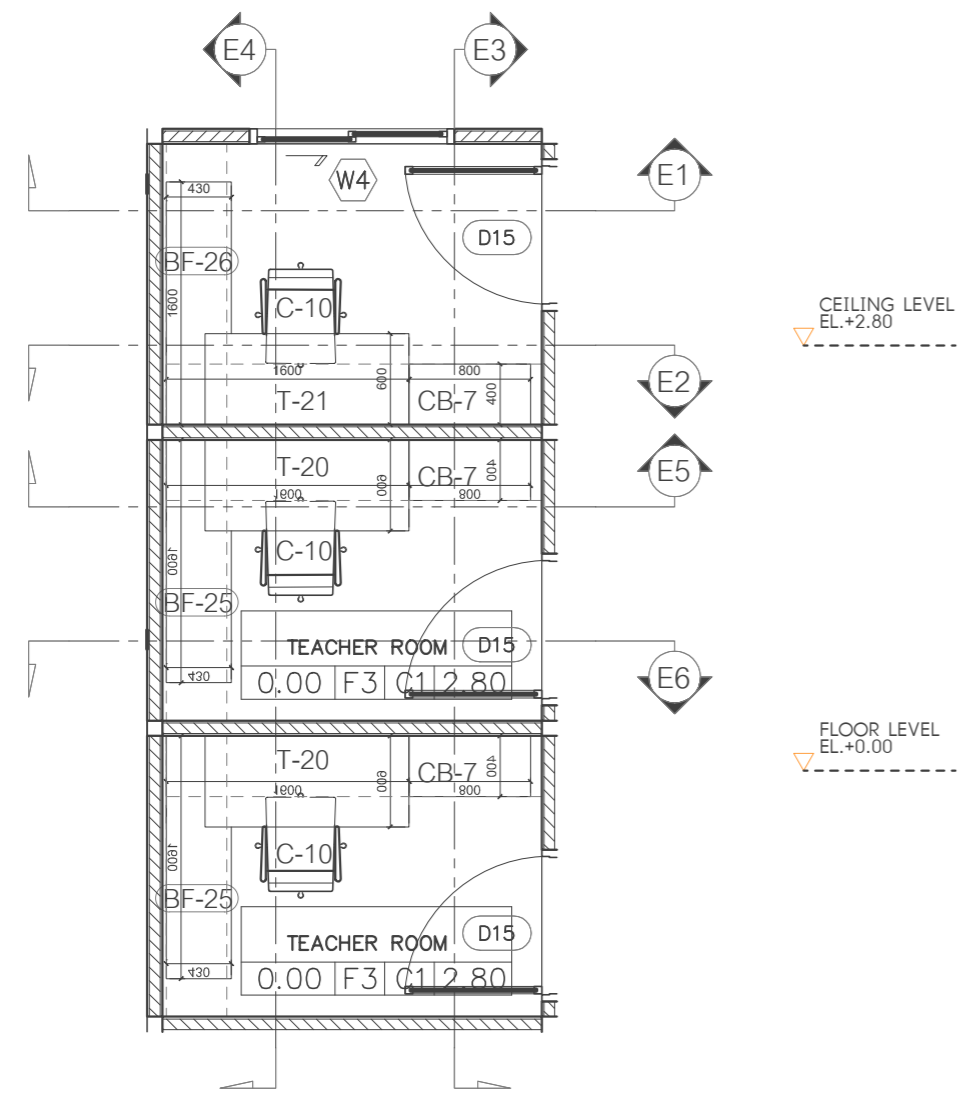 E4
E3
W4
E1
430
D15
BF-26
1600
C-10
CEILING LEVEL
EL.+2.80
1600
600
800
E2
T-21
CB-7
400
T-20
CB-7
400
E5
1600
600
800
C-10
1600
BF-25
TEACHER ROOM
D15
430
0.00
F3
C1
2.80
E6
FLOOR LEVEL
EL.+0.00
T-20
CB-7
400
1600
600
800
C-10
1600
BF-25
TEACHER ROOM
D15
430
0.00
F3
C1
2.80